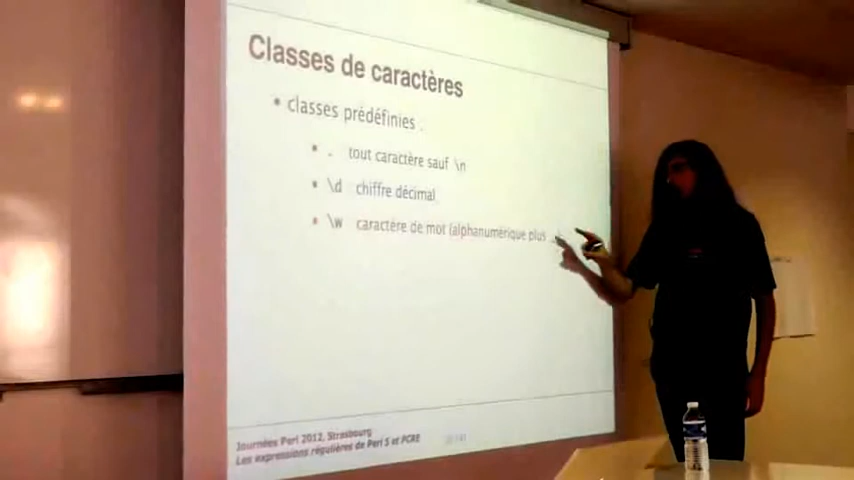 Classes de caractères
• classes prédéfinies .
• . tout caractère sauf \n
• \d chiffre décimal
• \w caractère de mot (alphanumérique plus
Journées Perl 2012, Strasbourg
Les expressions régulières de Perl 5 et PCRE